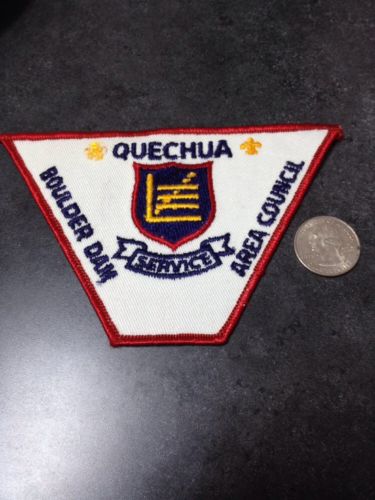 QUECHUA
BOULDER DAM
AREA COUNCIL
SERVICE